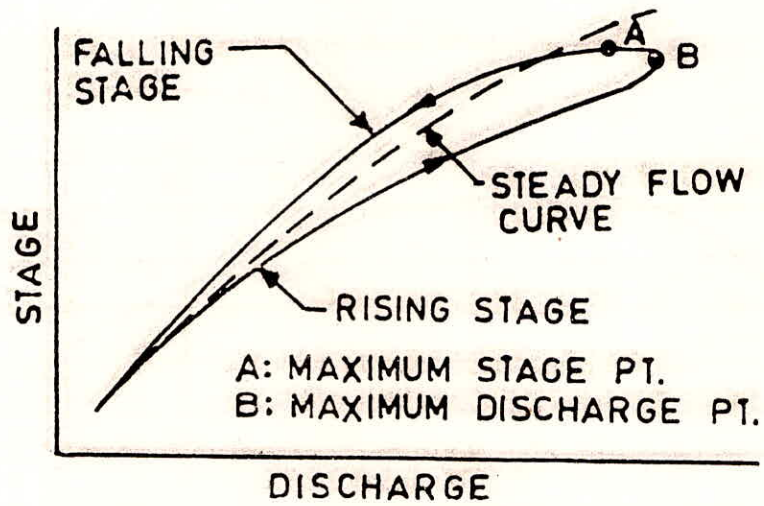 FALLING
STAGE
A
B
STEADY FLOW
CURVE
STAGE
RISING STAGE
A: MAXIMUM STAGE PT.
B: MAXIMUM DISCHARGE PT.
DISCHARGE